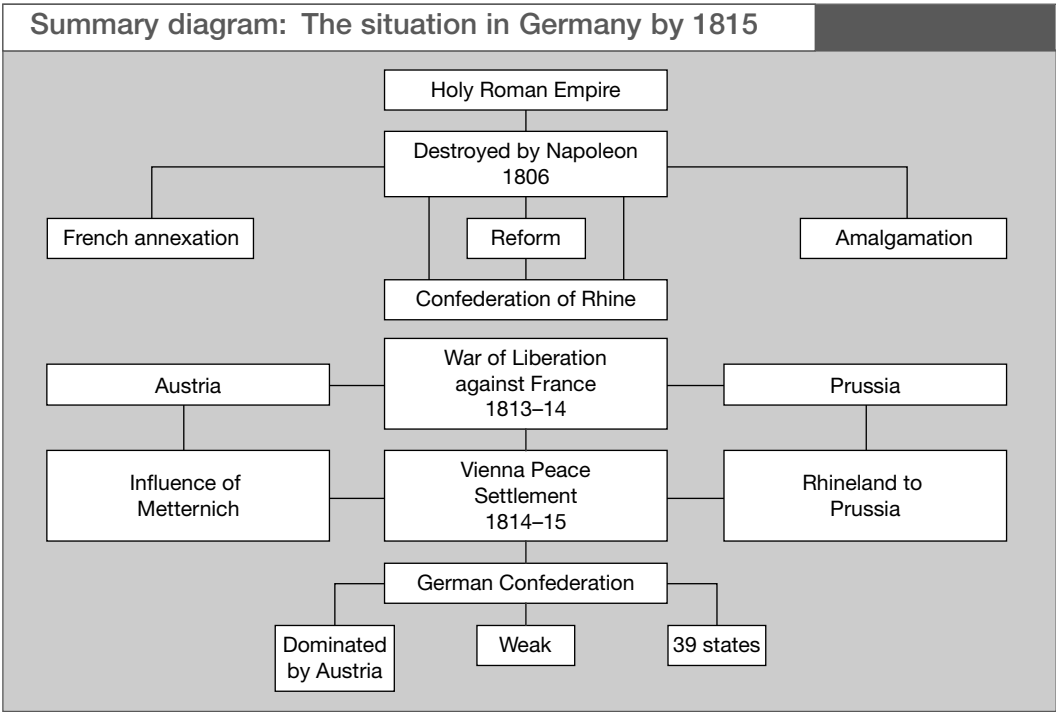 Summary diagram: The situation in Germany by 1815
Holy Roman Empire
Destroyed by Napoleon
1806
French annexation
Reform
Amalgamation
Confederation of Rhine
War of Liberation
against France
1813–14
Austria
Prussia
Influence of
Metternich
Vienna Peace
Settlement
1814–15
Rhineland to
Prussia
German Confederation
Dominated
by Austria
Weak
39 states